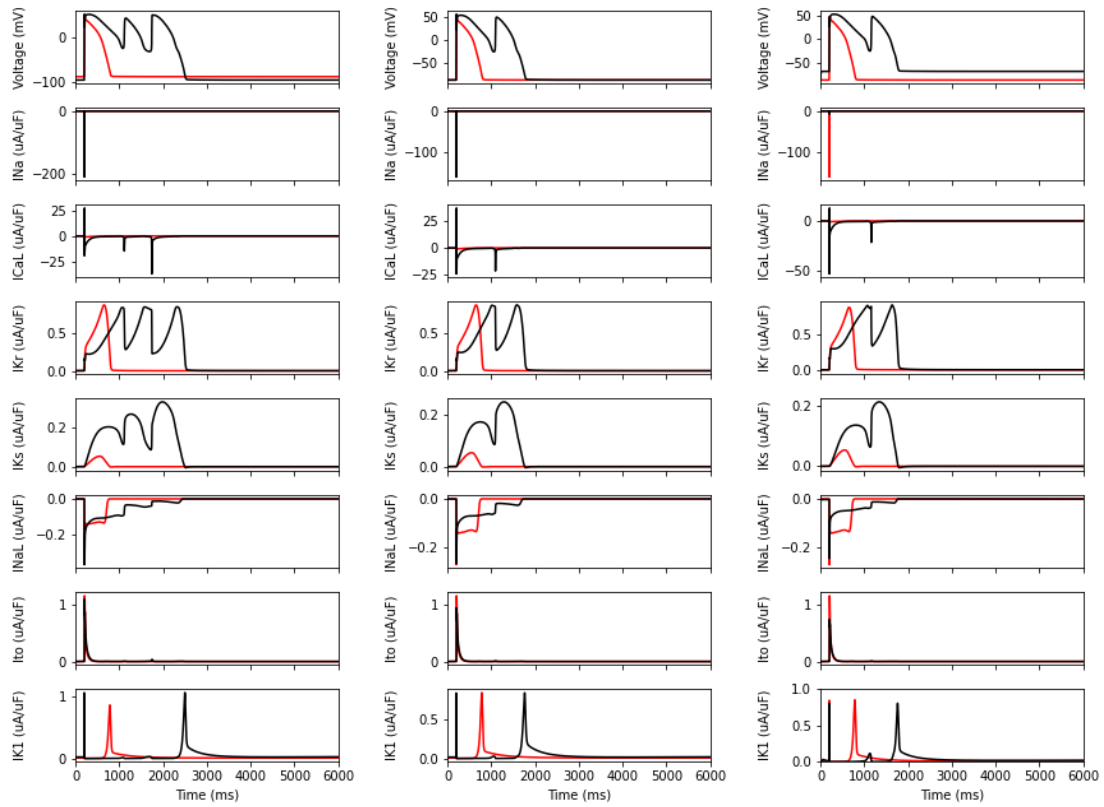 Voltage (mV)
0
−100
Voltage (mV)
50
0
−50
Voltage (mV)
50
0
−50
INa (uA/uF)
0
−200
INa (uA/uF)
0
−100
INa (uA/uF)
0
−100
ICaL (uA/uF)
25
0
−25
ICaL (uA/uF)
25
0
−25
ICaL (uA/uF)
0
−50
IKr (uA/uF)
0.5
0.0
IKr (uA/uF)
0.5
0.0
IKr (uA/uF)
0.5
0.0
IKs (uA/uF)
0.2
0.0
IKs (uA/uF)
0.2
0.0
IKs (uA/uF)
0.2
0.0
INaL (uA/uF)
0.0
−0.2
INaL (uA/uF)
0.0
−0.2
INaL (uA/uF)
0.0
−0.2
Ito (uA/uF)
1
0
Ito (uA/uF)
1
0
Ito (uA/uF)
1
0
IK1 (uA/uF)
1
0
0 1000 2000 3000 4000 5000 6000
Time (ms)
IK1 (uA/uF)
0.5
0.0
0 1000 2000 3000 4000 5000 6000
Time (ms)
IK1 (uA/uF)
1.0
0.5
0.0
0 1000 2000 3000 4000 5000 6000
Time (ms)